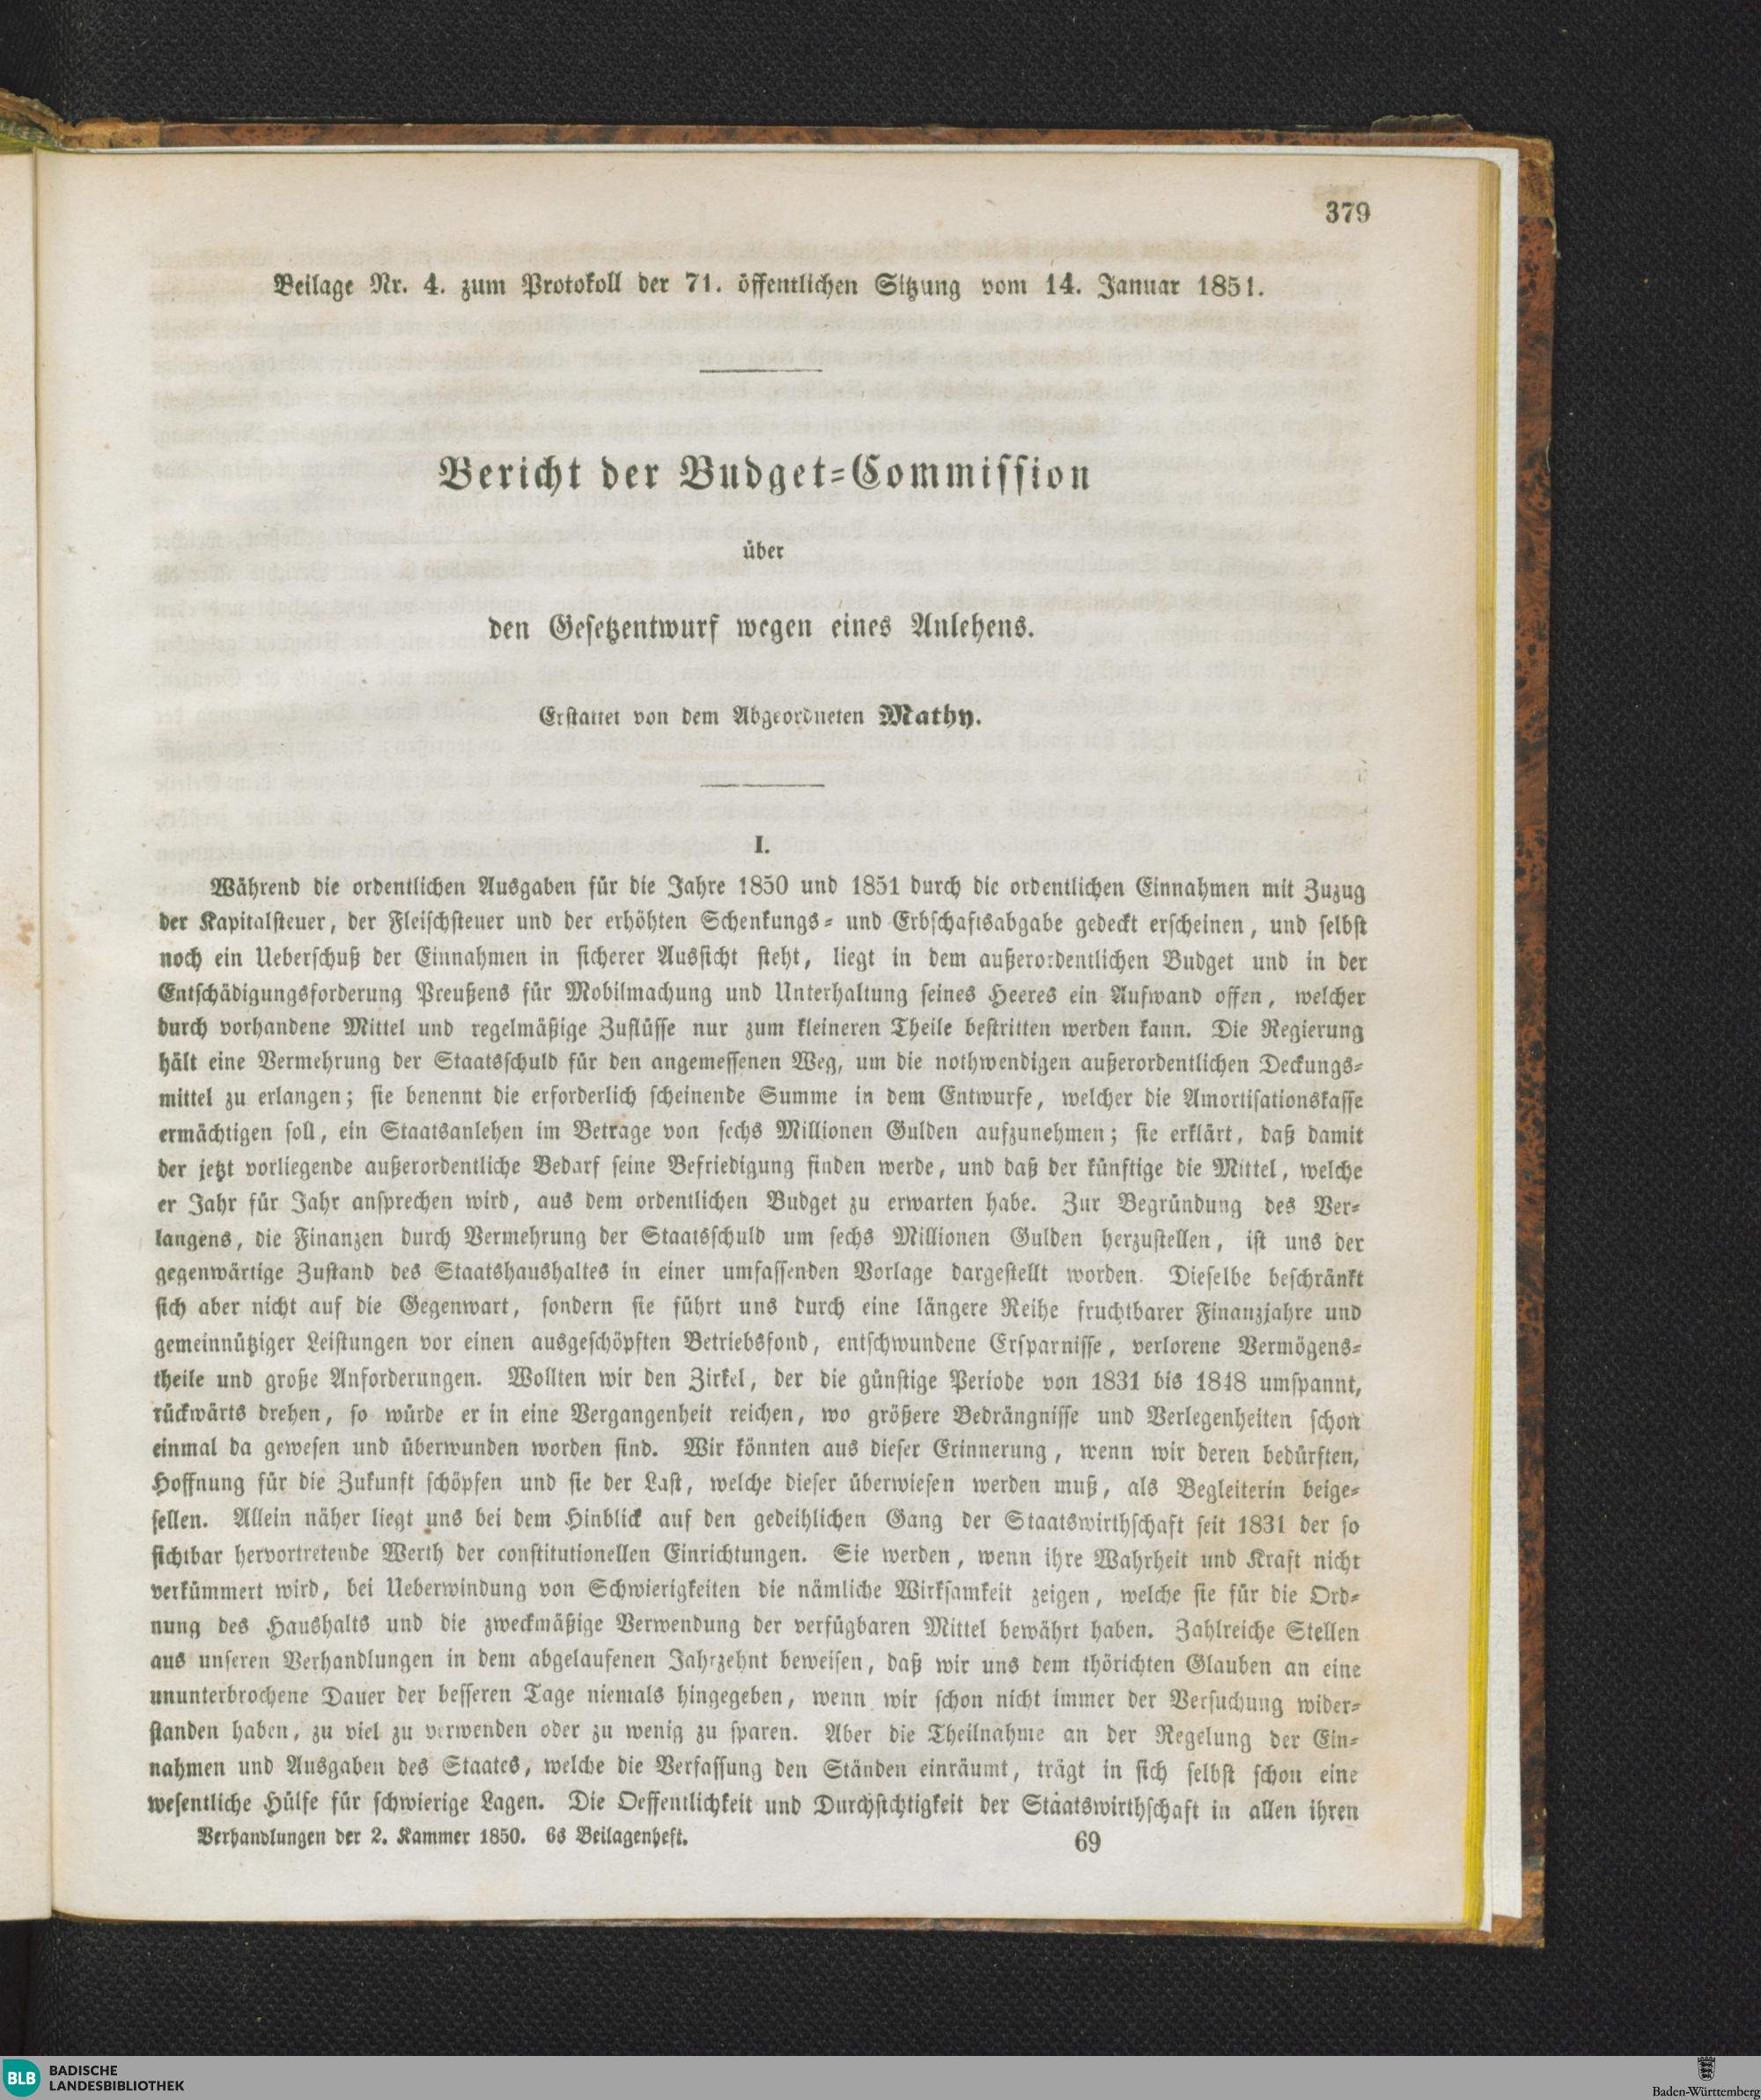 379
Beilage Nr. 4. zum Protokoll der 71. öffentlichen Sitzung vom 14. Januar 1851.
Bericht der Budget=Commission
über
den Gesetzentwurf wegen eines Anlehens.
Erstattet von dem Abgeordneten Mathy.
I.
Während die ordentlichen Ausgaben für die Jahre 1850 und 1851 durch die ordentlichen Einnahmen mit Zuzug
der Kapitalsteuer, der Fleischsteuer und der erhöhten Schenkungs= und Erbschaftsabgabe gedeckt erscheinen, und selbst
noch ein Ueberschuß der Einnahmen in sicherer Aussicht steht, liegt in dem außerordentlichen Budget und in der
Entschädigungsforderung Preußens für Mobilmachung und Unterhaltung seines Heeres ein Aufwand offen, welcher
durch vorhandene Mittel und regelmäßige Zuflüsse nur zum kleineren Theile bestritten werden kann. Die Regierung
hält eine Vermehrung der Staatsschuld für den angemessenen Weg, um die nothwendigen außerordentlichen Deckungs=
mittel zu erlangen; sie benennt die erforderlich scheinende Summe in dem Entwurfe, welcher die Amortisationskasse
ermächtigen soll, ein Staatsanlehen im Betrage von sechs Millionen Gulden aufzunehmen; sie erklärt, daß damit
der jetzt vorliegende außerordentliche Bedarf seine Befriedigung finden werde, und daß der künftige die Mittel, welche
er Jahr für Jahr ansprechen wird, aus dem ordentlichen Budget zu erwarten habe. Zur Begründung des Ver=
langens, die Finanzen durch Vermehrung der Staatsschuld um sechs Millionen Gulden herzustellen, ist uns der
gegenwärtige Zustand des Staatshaushaltes in einer umfassenden Vorlage dargestellt worden. Dieselbe beschränkt
sich aber nicht auf die Gegenwart, sondern sie führt uns durch eine längere Reihe fruchtbarer Finanzjahre und
gemeinnütziger Leistungen vor einen ausgeschöpften Betriebsfond, entschwundene Ersparnisse, verlorene Vermögens=
theile und große Anforderungen. Wollten wir den Zirkel, der die günstige Periode von 1831 bis 1848 umspannt,
rückwärts drehen, so würde er in eine Vergangenheit reichen, wo größere Bedrängnisse und Verlegenheiten schon
einmal da gewesen und überwunden worden sind. Wir könnten aus dieser Erinnerung, wenn wir deren bedürften,
Hoffnung für die Zukunft schöpfen und sie der Last, welche dieser überwiesen werden muß, als Begleiterin beige=
sellen. Allein näher liegt uns bei dem Hinblick auf den gedeihlichen Gang der Staatswirthschaft seit 1831 der so
sichtbar hervortretende Werth der constitutionellen Einrichtungen. Sie werden, wenn ihre Wahrheit und Kraft nicht
verkümmert wird, bei Ueberwindung von Schwierigkeiten die nämliche Wirksamkeit zeigen, welche sie für die Ord=
nung des Haushalts und die zweckmäßige Verwendung der verfügbaren Mittel bewährt haben. Zahlreiche Stellen
aus unseren Verhandlungen in dem abgelaufenen Jahrzehnt beweisen, daß wir uns dem thörichten Glauben an eine
ununterbrochene Dauer der besseren Tage niemals hingegeben, wenn wir schon nicht immer der Versuchung wider=
standen haben, zu viel zu verwenden oder zu wenig zu sparen. Aber die Theilnahme an der Regelung der Ein=
nahmen und Ausgaben des Staates, welche die Verfassung den Ständen einräumt, trägt in sich selbst schon eine
wesentliche Hülfe für schwierige Lagen. Die Oeffentlichkeit und Durchsichtigkeit der Staatswirthschaft in allen ihren
Verhandlungen der 2. Kammer 1850. 6s Beilagenheft.
69
BLB
BADISCHE
LANDESBIBLIOTHEK
Baden-Württemberg